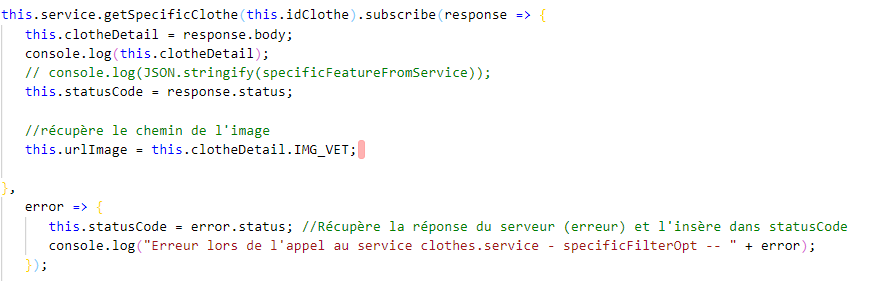 this.service.getSpecificClothe(this.idClothe).subscribe(response => {
this.clotheDetail = response.body;
console.log(this.clotheDetail);
// console.log(JSON.stringify(specificFeatureFromService));
this.statusCode = response.status;
//récupère le chemin de l'image
this.urlImage = this.clotheDetail.IMG_VET;
},
error => {
this.statusCode = error.status; //Récupère la réponse du serveur (erreur) et l'insère dans statusCode
console.log("Erreur lors de l'appel au service clothes.service - specificFilterOpt -- " + error);
});